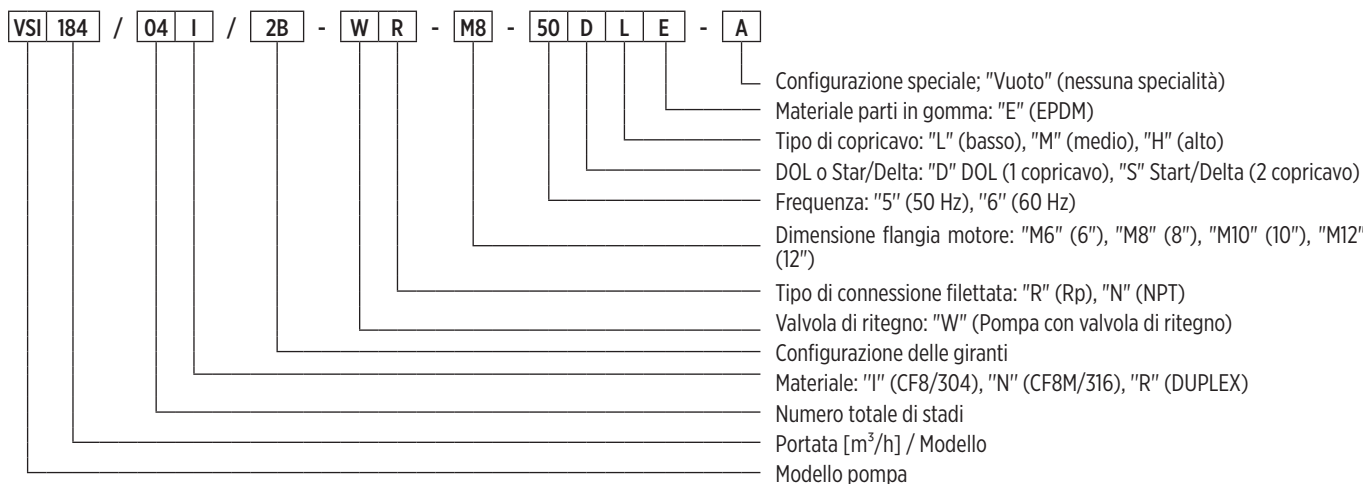 VSI 184 / 04 I / 2B - W R - M8 - 50 D L E - A
Configurazione speciale; "Vuoto" (nessuna specialità)
Materiale parti in gomma: "E" (EPDM)
Tipo di copricavo: "L" (basso), "M" (medio), "H" (alto)
DOL o Star/Delta: "D" DOL (1 copricavo), "S" Start/Delta (2 copricavo)
Frequenza: "5" (50 Hz), "6" (60 Hz)
Dimensione flangia motore: "M6" (6"), "M8" (8"), "M10" (10"), "M12"
(12")
Tipo di connessione filettata: "R" (Rp), "N" (NPT)
Valvola di ritegno: "W" (Pompa con valvola di ritegno)
Configurazione delle giranti
Materiale: "I" (CF8/304), "N" (CF8M/316), "R" (DUPLEX)
Numero totale di stadi
Portata [m³/h] / Modello
Modello pompa